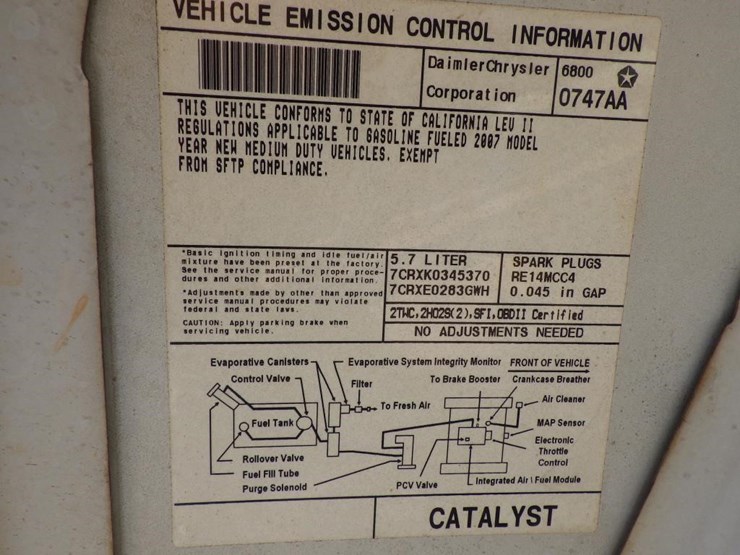 VEHICLE EMISSION CONTROL INFORMATION
DaimlerChrysler
Corporation
6800
0747AA
THIS VEHICLE CONFORMS TO STATE OF CALIFORNIA LEV II
REGULATIONS APPLICABLE TO GASOLINE FUELED 2007 MODEL
YEAR NEW MEDIUM DUTY VEHICLES. EXEMPT
FROM SFTP COMPLIANCE.
*Basic ignition timing and idle fuel/air
mixture have been preset at the factory.
See the service manual for proper proce-
dures and other additional information.
*Adjustments made by other than approved
service manual procedures may violate
federal and state laws.
CAUTION: Apply parking brake when
servicing vehicle.
5.7 LITER
7CRXK0345370
7CRXE0283GWH
SPARK PLUGS
RE14MCC4
0.045 in GAP
2TWC,2HO2S(2),SFI,OBDII Certified
NO ADJUSTMENTS NEEDED
Evaporative Canisters
Evaporative System Integrity Monitor
FRONT OF VEHICLE
Control Valve
Filter
To Brake Booster
Crankcase Breather
To Fresh Air
Air Cleaner
Fuel Tank
MAP Sensor
Electronic
Throttle
Control
Rollover Valve
Fuel Fill Tube
Purge Solenoid
PCV Valve
Integrated Air \ Fuel Module
CATALYST